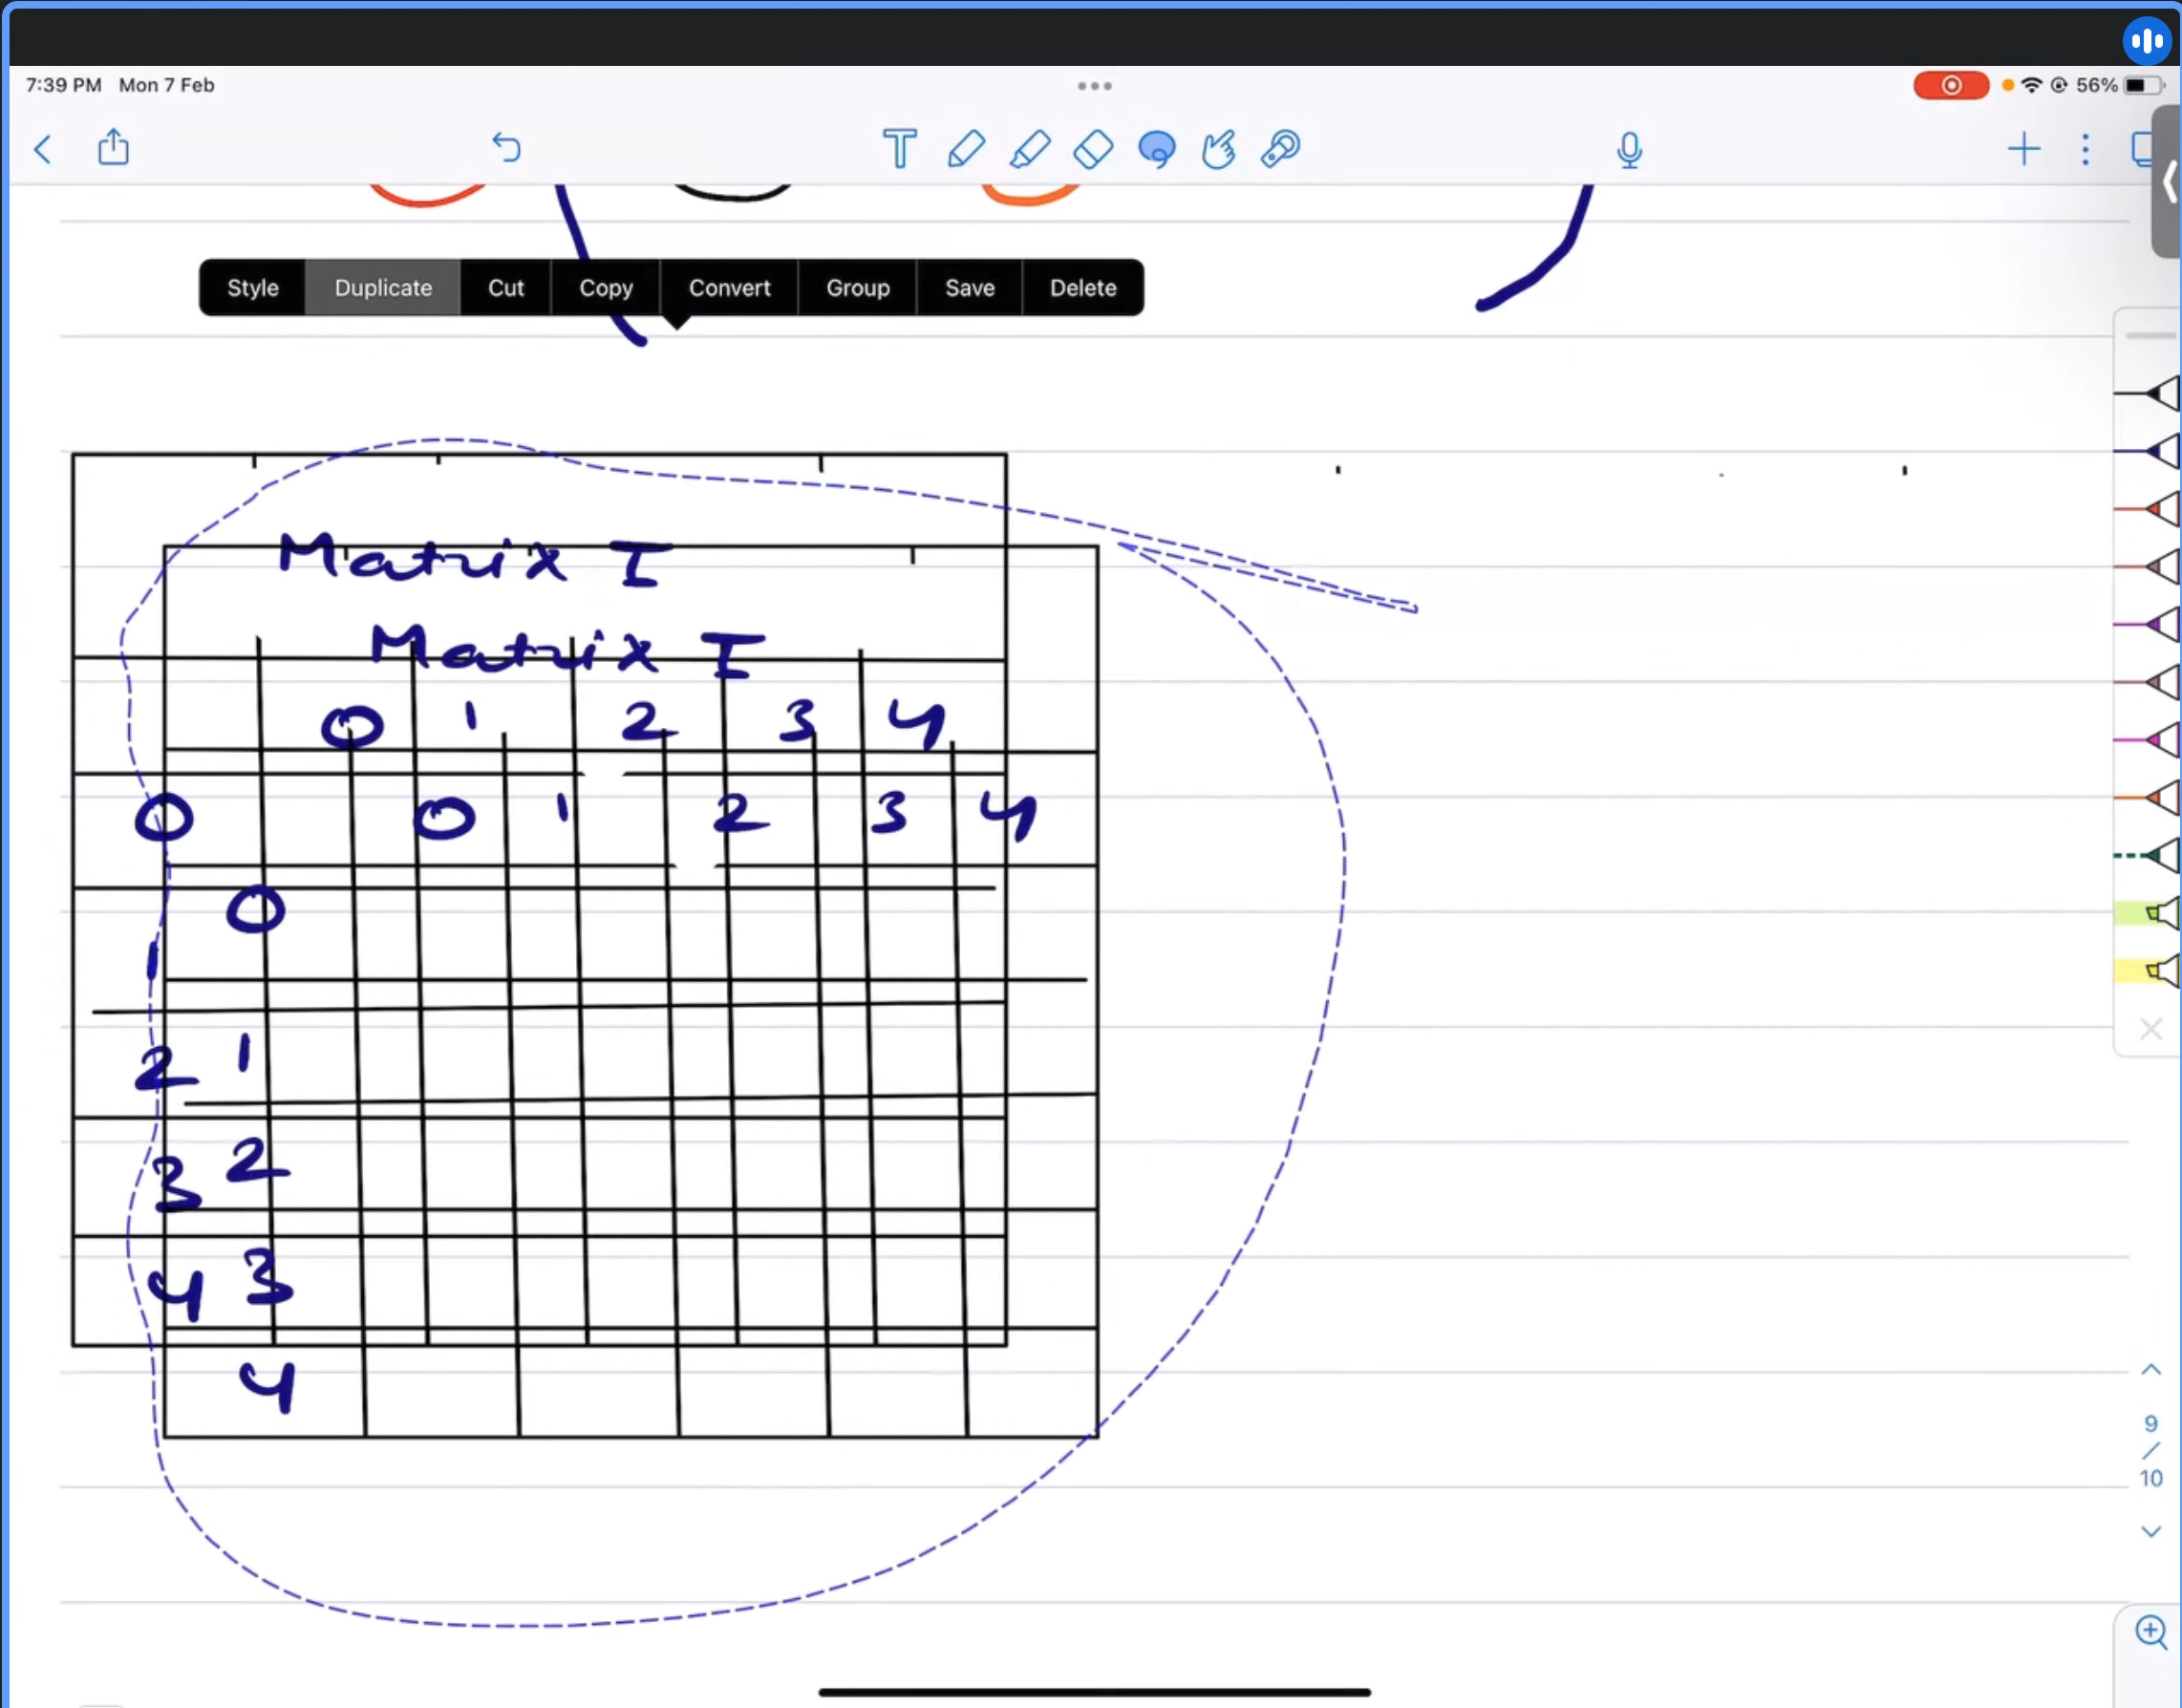 7:39 PM Mon 7 Feb
56%
T
Style Duplicate Cut Copy Convert Group Save Delete
Matrix I
Matrix I
0 1 2 3 4
0
0 1 2 3 4
0
1
2 1
3 2
4 3
4
9
/
10